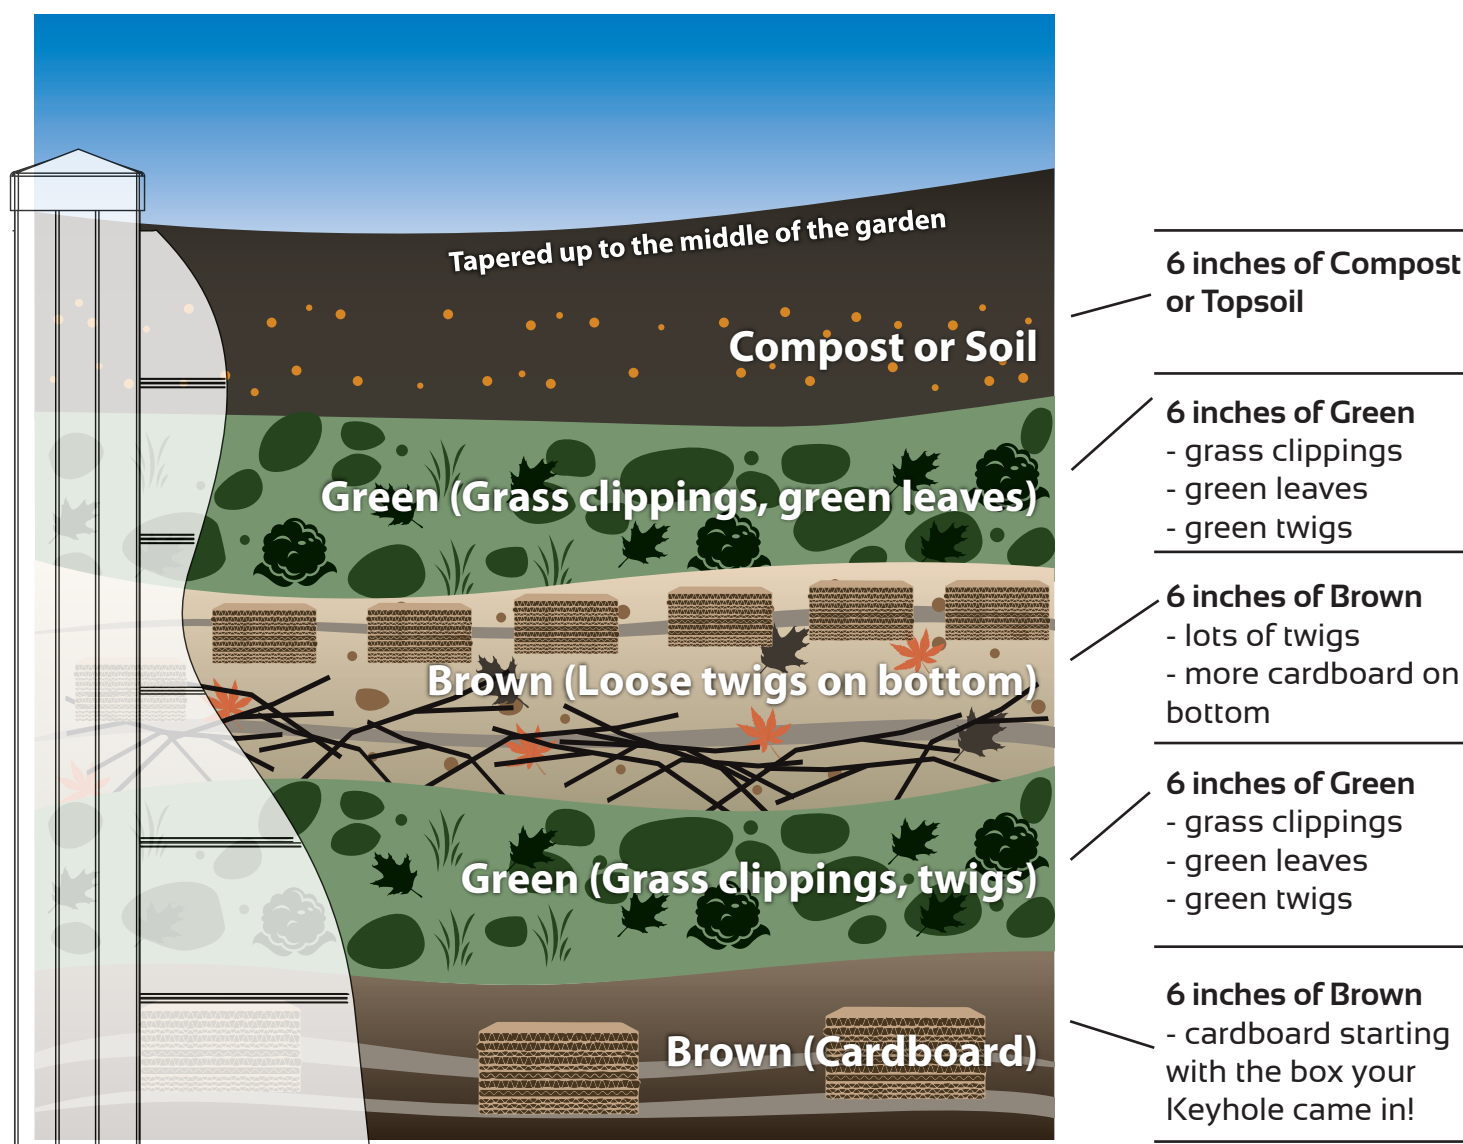 Tapered up to the middle of the garden
Compost or Soil
Green (Grass clippings, green leaves)
Brown (Loose twigs on bottom)
Green (Grass clippings, twigs)
Brown (Cardboard)
6 inches of Compost
or Topsoil
6 inches of Green
- grass clippings
- green leaves
- green twigs
6 inches of Brown
- lots of twigs
- more cardboard on
bottom
6 inches of Green
- grass clippings
- green leaves
- green twigs
6 inches of Brown
- cardboard starting
with the box your
Keyhole came in!